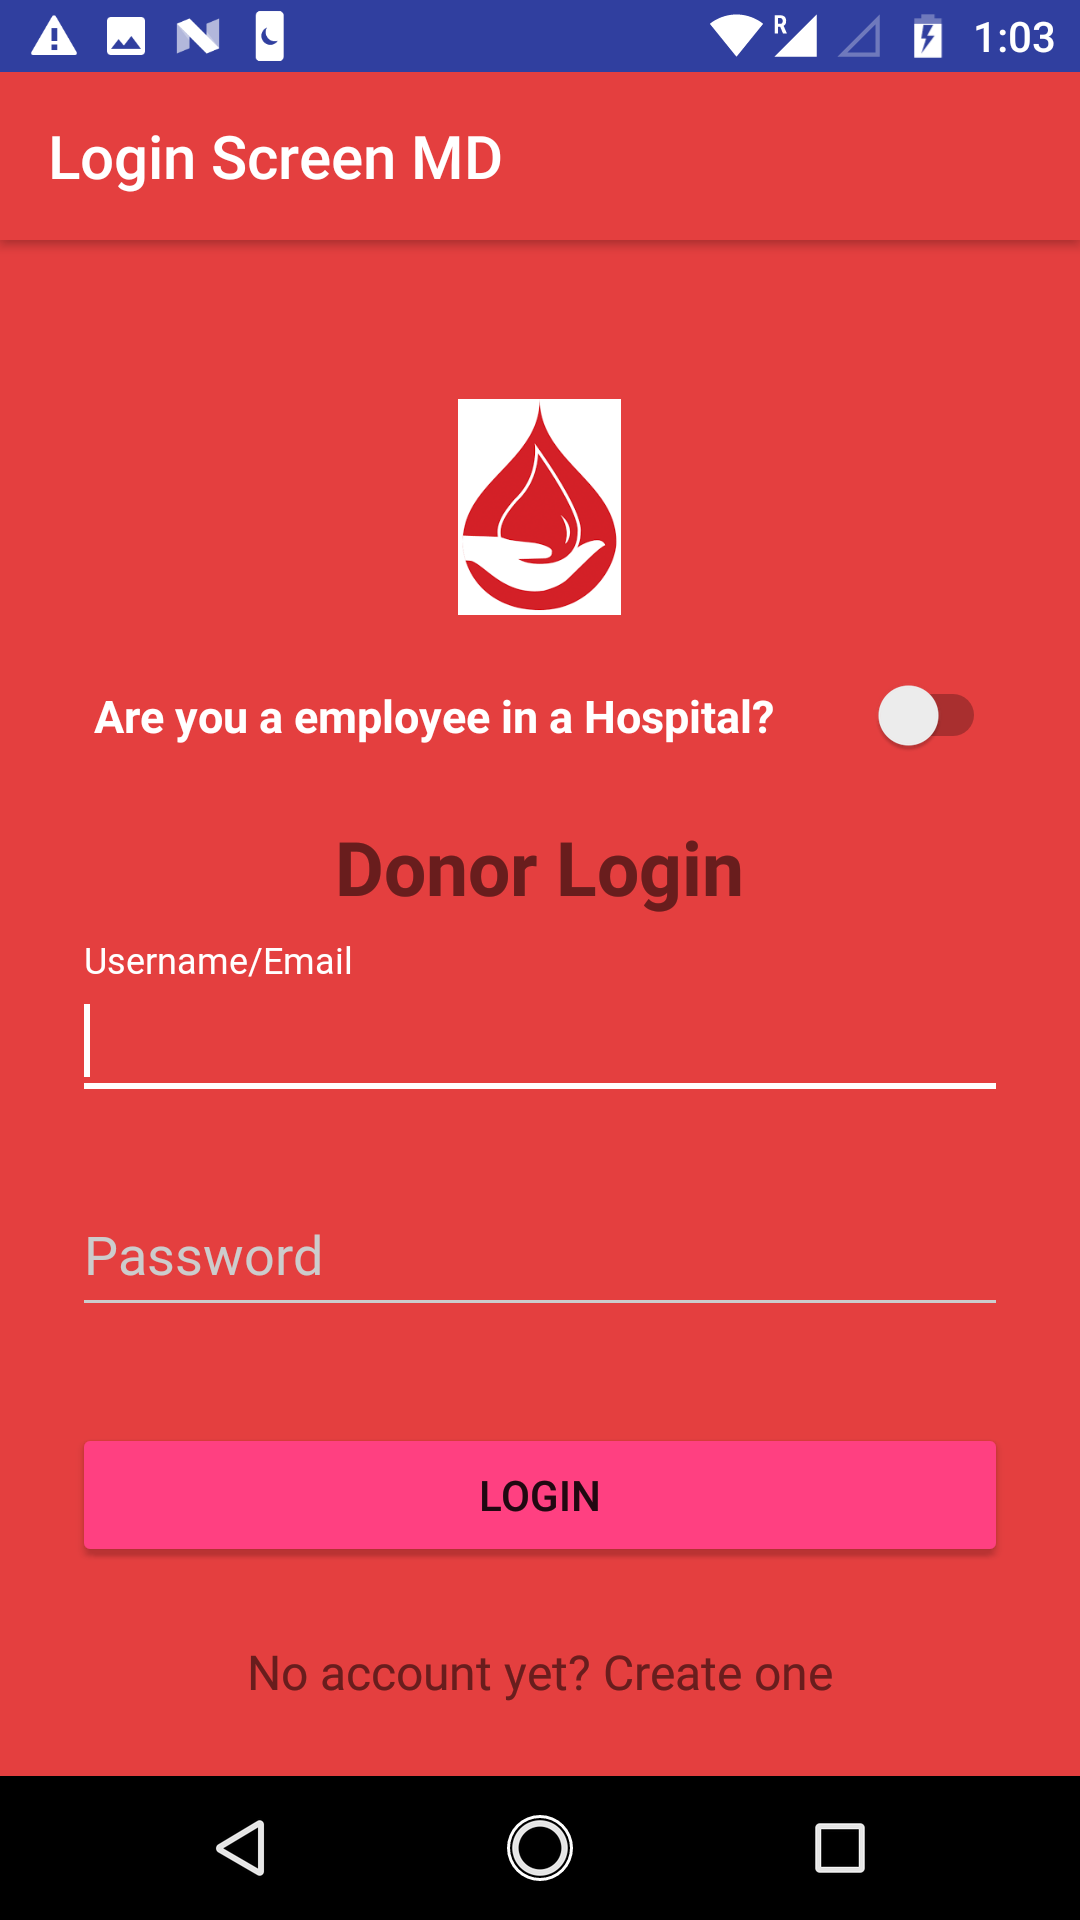 R 1:03
Login Screen MD
Are you a employee in a Hospital?
Donor Login
Username/Email
Password
LOGIN
No account yet? Create one